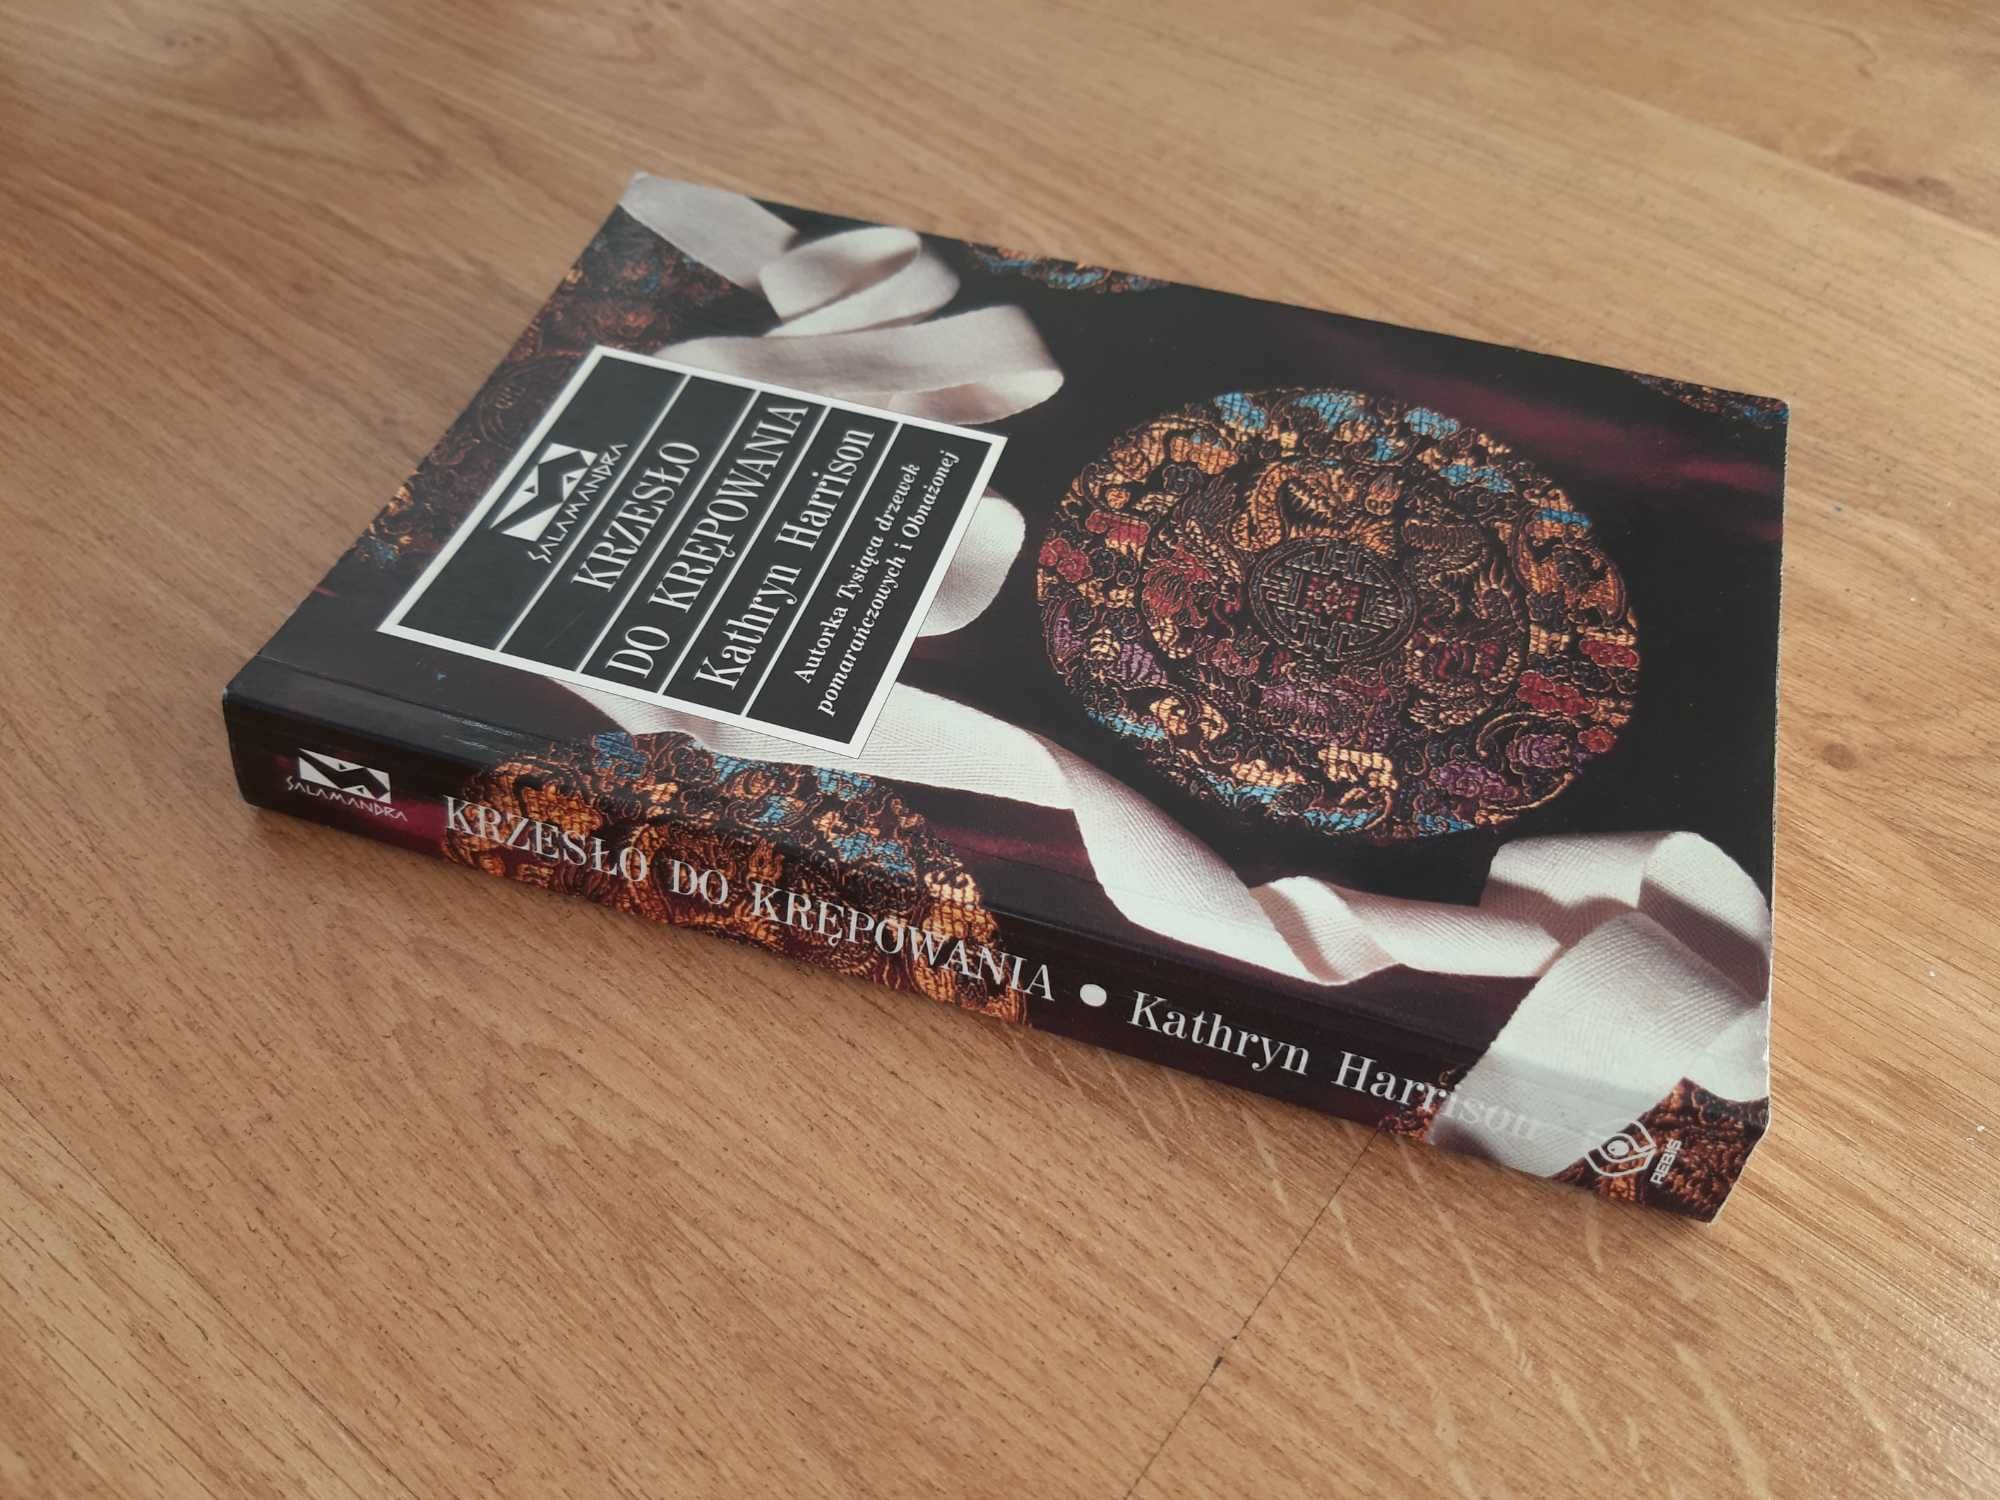 SALAMANDRA
KRZESŁO
DO KRĘPOWANIA
Kathryn Harrison
Autorka Tysiąca drzewek
pomarańczowych i Obnażonej
SALAMANDRA
KRZESŁO DO KRĘPOWANIA • Kathryn Harrison
REBIS